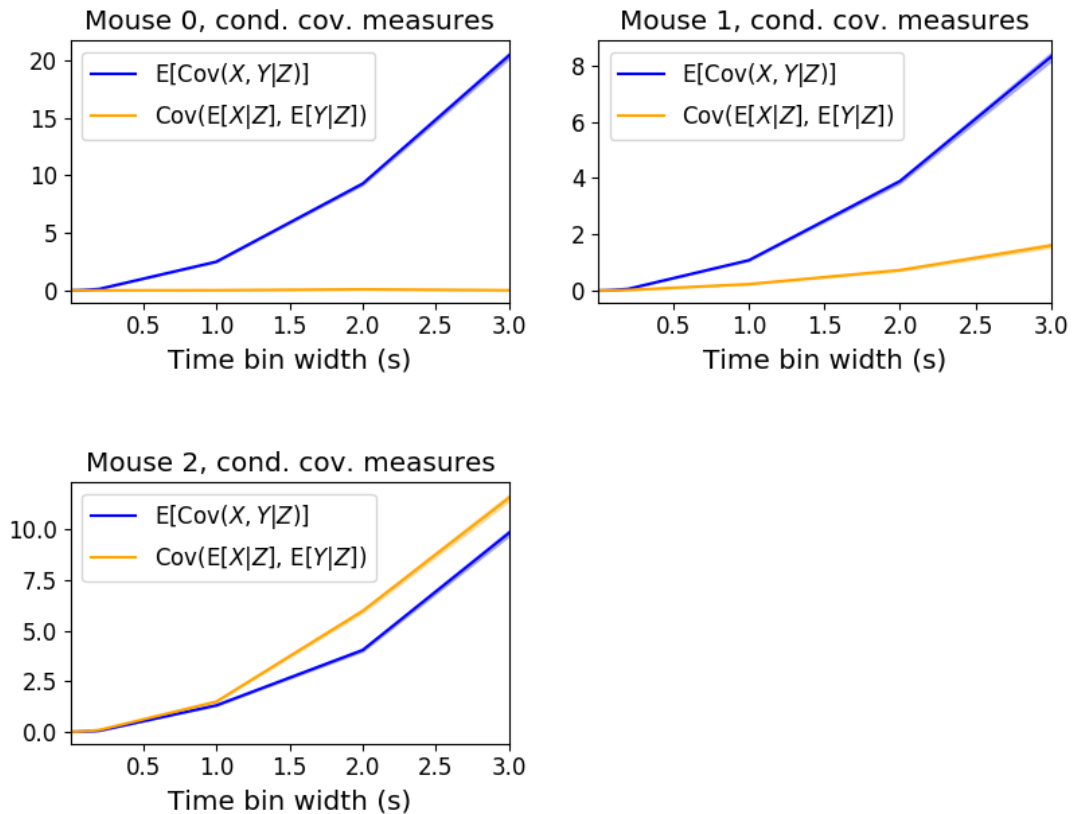 Mouse 0, cond. cov. measures
20
15
10
5
0
E[Cov(X, Y|Z)]
Cov(E[X|Z], E[Y|Z])
0.5 1.0 1.5 2.0 2.5 3.0
Time bin width (s)
Mouse 1, cond. cov. measures
8
6
4
2
0
E[Cov(X, Y|Z)]
Cov(E[X|Z], E[Y|Z])
0.5 1.0 1.5 2.0 2.5 3.0
Time bin width (s)
Mouse 2, cond. cov. measures
10.0
7.5
5.0
2.5
0.0
E[Cov(X, Y|Z)]
Cov(E[X|Z], E[Y|Z])
0.5 1.0 1.5 2.0 2.5 3.0
Time bin width (s)